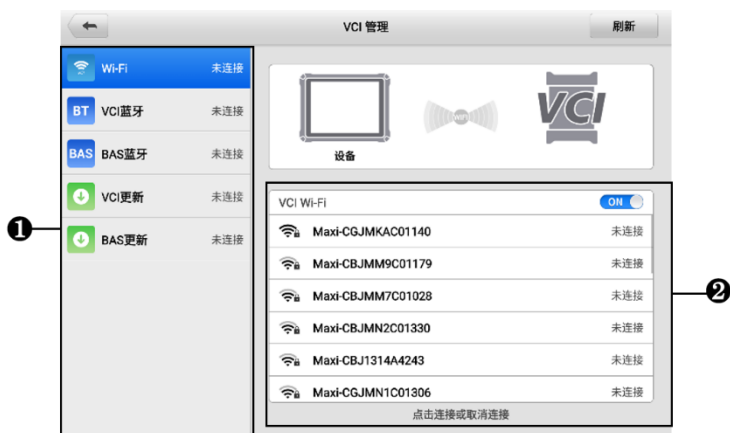 VCI 管理
刷新
Wi-Fi 未连接
BT VCI蓝牙 未连接
BAS BAS蓝牙 未连接
VCI更新 未连接
BAS更新 未连接
❶
WiFi
VCI
设备
VCI Wi-Fi ON
Maxi-CGJMKAC01140 未连接
Maxi-CBJMM9C01179 未连接
Maxi-CBJMM7C01028 未连接
Maxi-CBJMN2C01330 未连接
Maxi-CBJ1314A4243 未连接
Maxi-CGJMN1C01306 未连接
点击连接或取消连接
❷